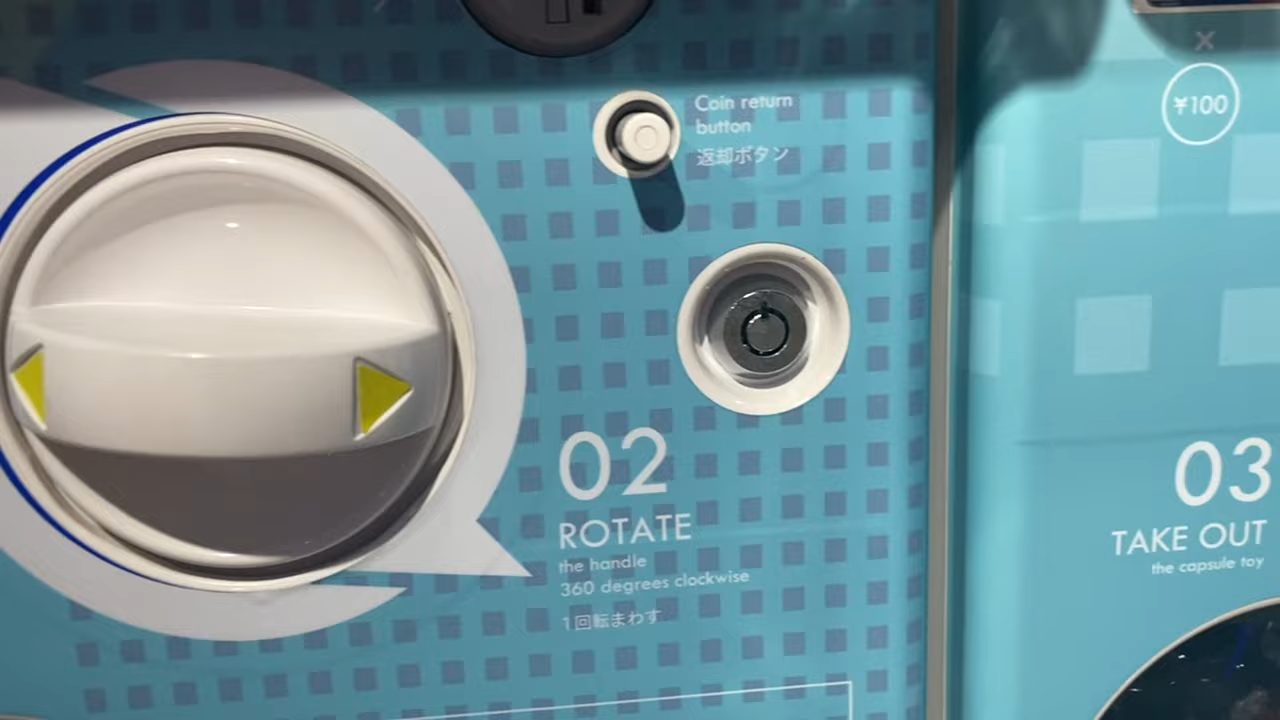 Coin return
button
返却ボタン
×
¥100
02
ROTATE
the handle
360 degrees clockwise
1回転まわす
03
TAKE OUT
the capsule toy